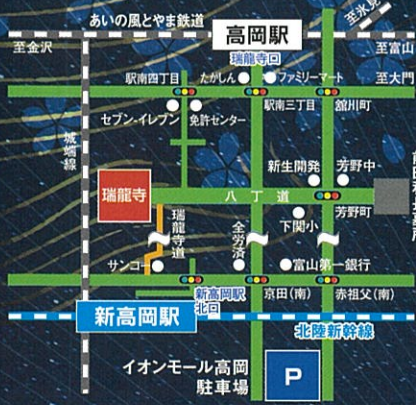 あいの風とやま鉄道
至氷見
至金沢
高岡駅
瑞龍寺口
至富山
駅南四丁目
たかしん
ファミリーマート
至大門
セブン-イレブン
免許センター
駅南三丁目
舘川町
城端線
新生開発
芳野中
瑞龍寺
八丁道
芳野町
瑞龍寺道
全労済
下関小
サンコー
富山第一銀行
新高岡駅
北口
京田(南)
赤祖父(南)
新高岡駅
北陸新幹線
イオンモール高岡
駐車場
P